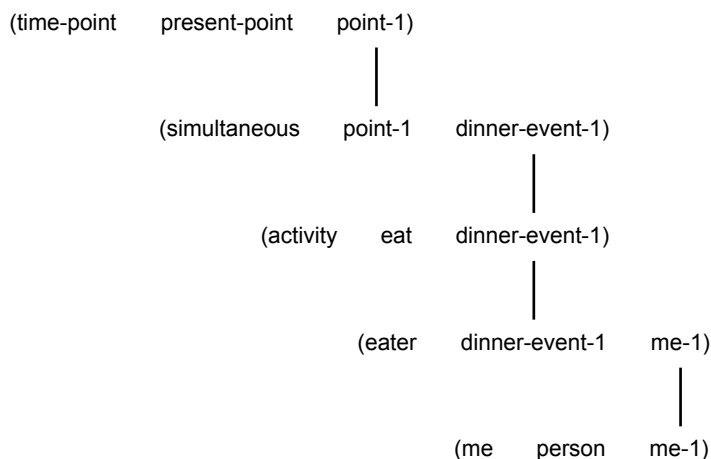 (time-point present-point point-1)
(simultaneous point-1 dinner-event-1)
(activity eat dinner-event-1)
(eater dinner-event-1 me-1)
(me person me-1)